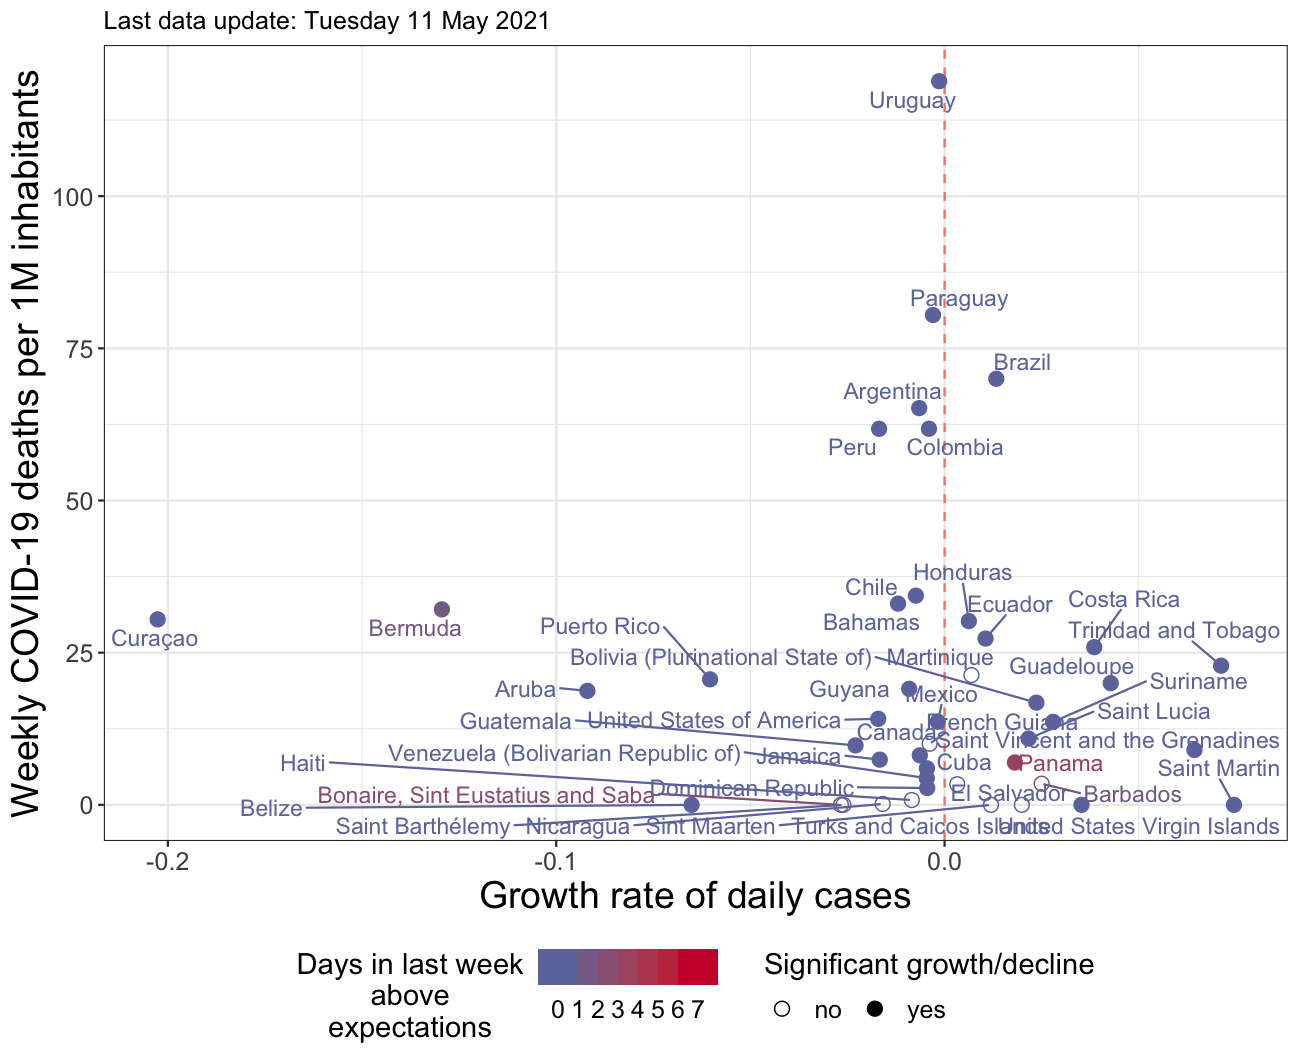 Last data update: Tuesday 11 May 2021
Weekly COVID-19 deaths per 1M inhabitants
100
75
50
25
0
Uruguay
Paraguay
Brazil
Argentina
Peru
Colombia
Honduras
Chile
Ecuador
Costa Rica
Bahamas
Bermuda
Curaçao
Puerto Rico
Trinidad and Tobago
Bolivia (Plurinational State of)
Martinique
Guadeloupe
Suriname
Aruba
Guyana
Mexico
Saint Lucia
Guatemala
United States of America
French Guiana
Canada
Saint Vincent and the Grenadines
Venezuela (Bolivarian Republic of)
Jamaica
Haiti
Cuba
Panama
Saint Martin
Bonaire, Sint Eustatius and Saba
Dominican Republic
El Salvador
Barbados
Belize
Saint Barthélemy
Nicaragua
Sint Maarten
Turks and Caicos Islands
United States Virgin Islands
-0.2
-0.1
0.0
Growth rate of daily cases
Days in last week
above
expectations
0 1 2 3 4 5 6 7
Significant growth/decline
no
yes